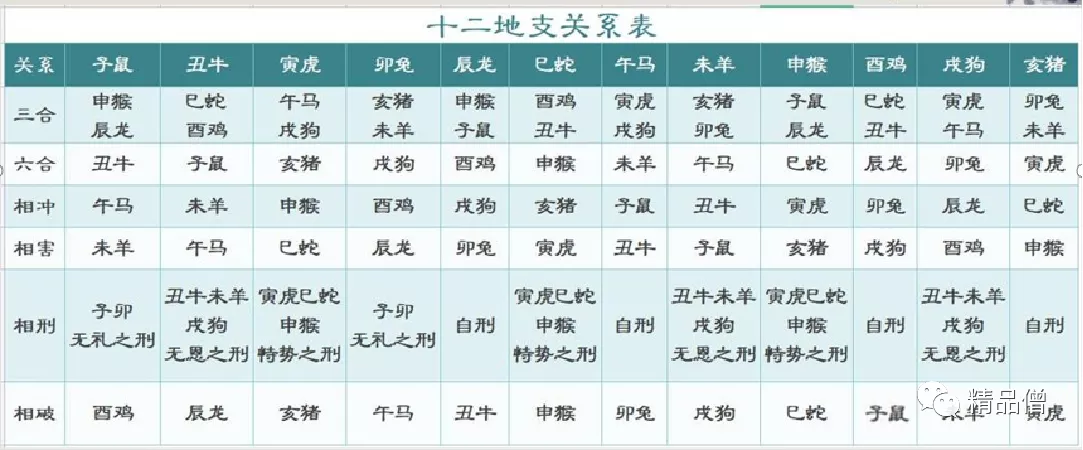 十二地支关系表
关系 子鼠 丑牛 寅虎 卯兔 辰龙 巳蛇 午马 未羊 申猴 酉鸡 戌狗 亥猪
三合 申猴 巳蛇 午马 亥猪 申猴 酉鸡 寅虎 亥猪 子鼠 巳蛇 寅虎 卯兔
辰龙 酉鸡 戌狗 未羊 子鼠 丑牛 戌狗 卯兔 辰龙 丑牛 午马 未羊
六合 丑牛 子鼠 亥猪 戌狗 酉鸡 申猴 未羊 午马 巳蛇 辰龙 卯兔 寅虎
相冲 午马 未羊 申猴 酉鸡 戌狗 亥猪 子鼠 丑牛 寅虎 卯兔 辰龙 巳蛇
相害 未羊 午马 巳蛇 辰龙 卯兔 寅虎 丑牛 子鼠 亥猪 戌狗 酉鸡 申猴
相刑 子卯 丑牛未羊 寅虎巳蛇 子卯 自刑 寅虎巳蛇 自刑 丑牛未羊 寅虎巳蛇 自刑 丑牛未羊 自刑
无礼之刑 戌狗 申猴 无礼之刑 申猴 戌狗 申猴 戌狗
无恩之刑 特势之刑 特势之刑 无恩之刑 特势之刑 无恩之刑
相破 酉鸡 辰龙 亥猪 午马 丑牛 申猴 卯兔 戌狗 巳蛇 子鼠 未羊 寅虎
精品僧